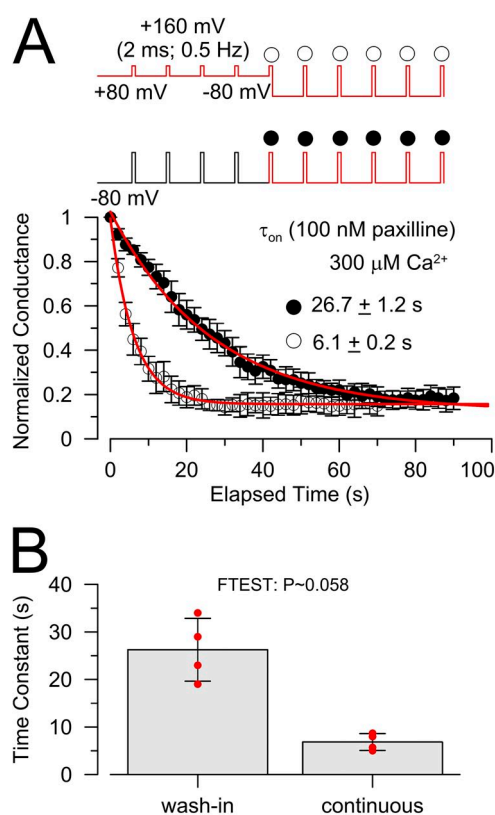 A
+160 mV
(2 ms; 0.5 Hz)
+80 mV
-80 mV
-80 mV
τon (100 nM paxilline)
300 μM Ca2+
26.7 ± 1.2 s
6.1 ± 0.2 s
Normalized Conductance
1
0.8
0.6
0.4
0.2
0
0 20 40 60 80 100
Elapsed Time (s)
B
FTEST: P~0.058
Time Constant (s)
40
30
20
10
0
wash-in continuous